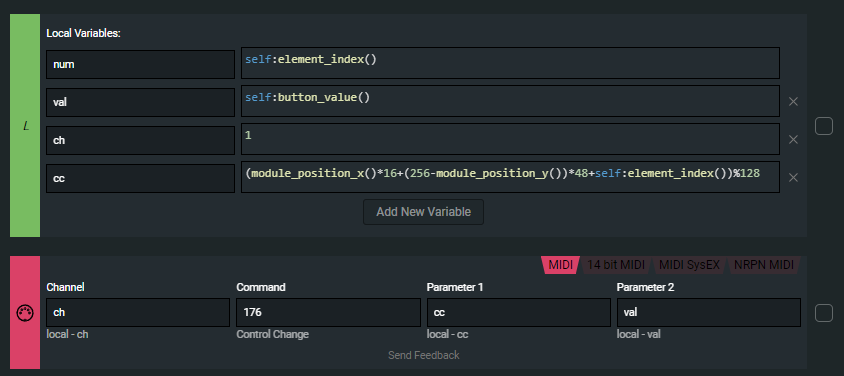 Local Variables:
num self:element_index()
val self:button_value()
L
ch 1
cc (module_position_x()*16+(256-module_position_y())*48+self:element_index())%128
Add New Variable
MIDI 14 bit MIDI MIDI SysEX NRPN MIDI
Channel Command Parameter 1 Parameter 2
ch 176 cc val
local - ch Control Change local - cc local - val
Send Feedback